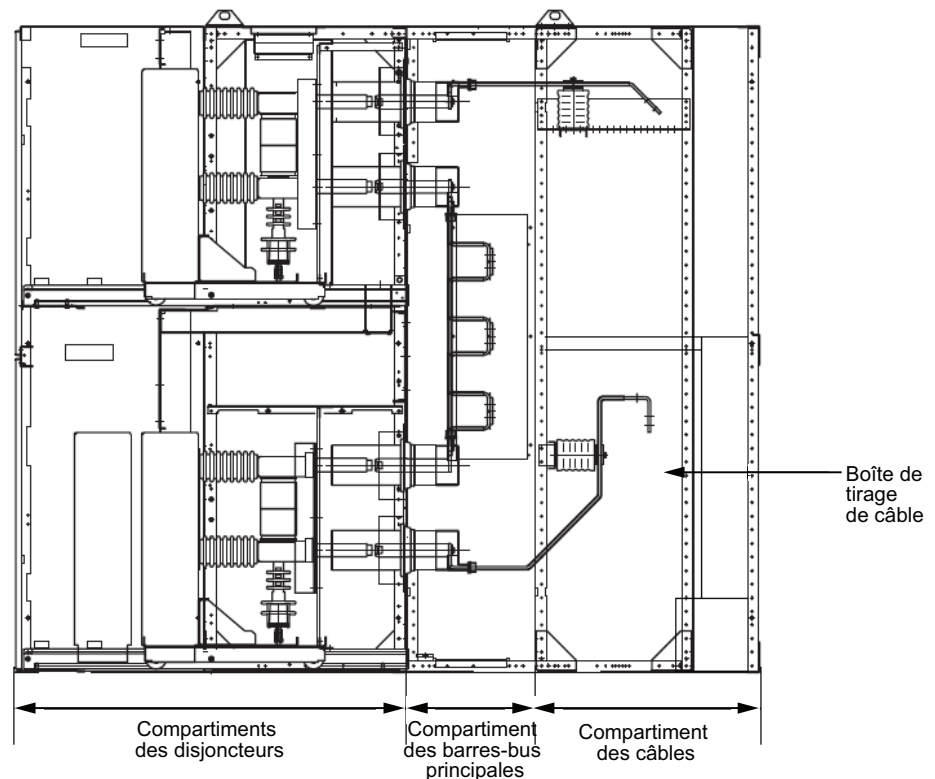 Boîte de
tirage
de câble
Compartiments
des disjoncteurs
Compartiment
des barres-bus
principales
Compartiment
des câbles